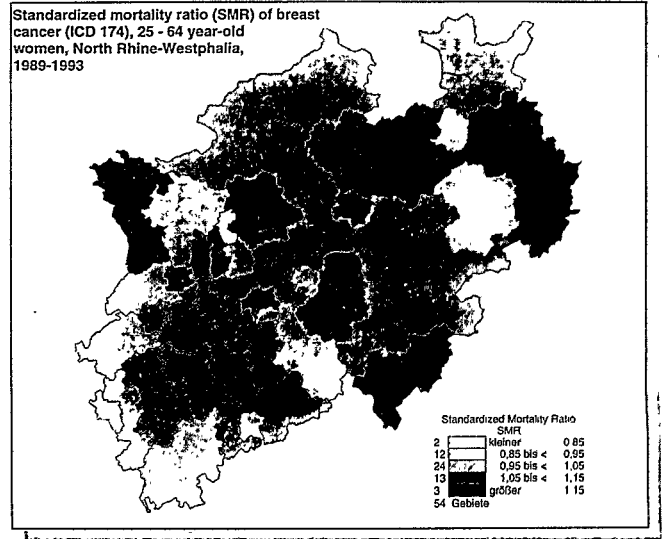 Standardized mortality ratio (SMR) of breast
cancer (ICD 174), 25 - 64 year-old
women, North Rhine-Westphalia,
1989-1993
Standardized Mortality Ratio
SMR
2 kleiner 0 85
12 0,85 bis < 0,95
24 0,95 bis < 1,05
13 1,05 bis < 1,15
3 größer 1 15
54 Gebiete